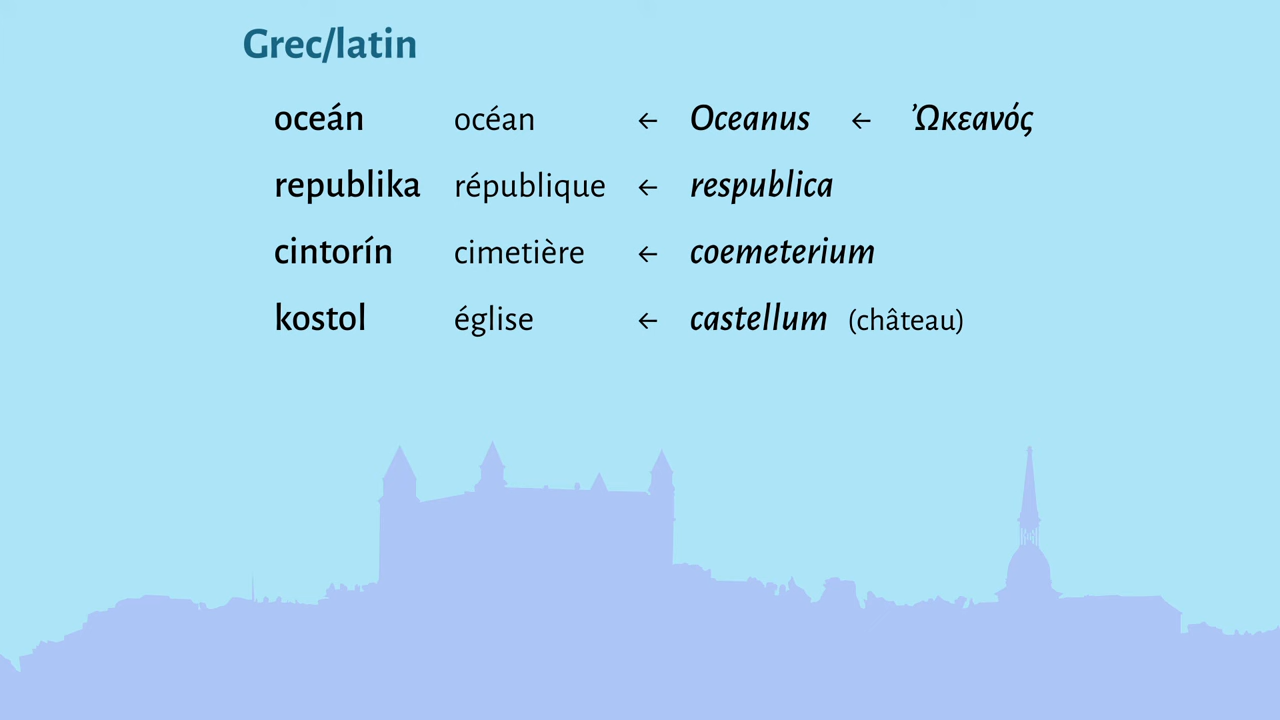 Grec/latin
oceán océan ← Oceanus ← Ὠκεανός
republika république ← respublica
cintorín cimetière ← coemeterium
kostol église ← castellum (château)